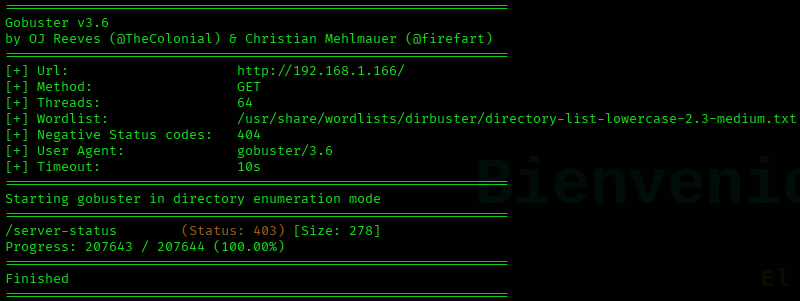 ===============================================================
Gobuster v3.6
by OJ Reeves (@TheColonial) & Christian Mehlmauer (@firefart)
===============================================================
[+] Url:                     http://192.168.1.166/
[+] Method:                  GET
[+] Threads:                 64
[+] Wordlist:                /usr/share/wordlists/dirbuster/directory-list-lowercase-2.3-medium.txt
[+] Negative Status codes:   404
[+] User Agent:              gobuster/3.6
[+] Timeout:                 10s
===============================================================
Starting gobuster in directory enumeration mode
===============================================================
/server-status        (Status: 403) [Size: 278]
Progress: 207643 / 207644 (100.00%)
===============================================================
Finished
===============================================================
El